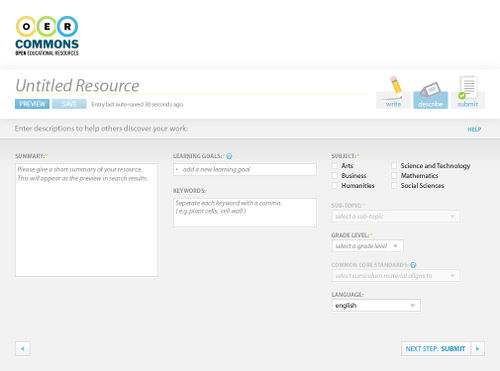 OER
COMMONS
OPEN EDUCATIONAL RESOURCES
Untitled Resource
PREVIEW SAVE Entry last auto-saved 30 seconds ago.
write describe submit
Enter descriptions to help others discover your work:
HELP
SUMMARY:*
Please give a short summary of your resource.
This will appear as the preview in search results.
LEARNING GOALS:* ?
+ add a new learning goal
KEYWORDS:
Seperate each keyword with a comma.
( e.g. plant cells, cell wall )
SUBJECT:*
Arts
Business
Humanities
Science and Technology
Mathematics
Social Sciences
SUB-TOPIC:*
select a sub-topic
GRADE LEVEL:*
select a grade level
COMMON CORE STANDARDS: ?
select curriculum material aligns to
LANGUAGE:
english
NEXT STEP: SUBMIT